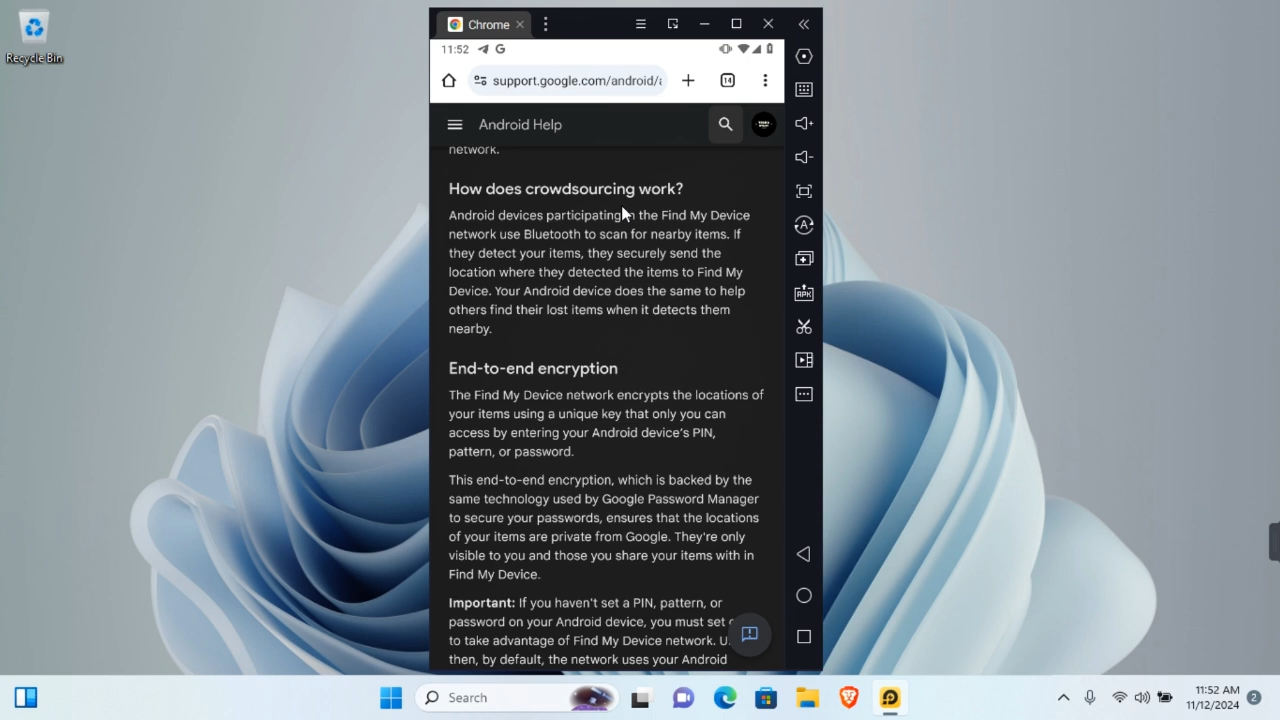 Recycle Bin
Chrome
11:52
support.google.com/android/a
14
Android Help
network.
How does crowdsourcing work?
Android devices participating in the Find My Device
network use Bluetooth to scan for nearby items. If
they detect your items, they securely send the
location where they detected the items to Find My
Device. Your Android device does the same to help
others find their lost items when it detects them
nearby.
End-to-end encryption
The Find My Device network encrypts the locations of
your items using a unique key that only you can
access by entering your Android device's PIN,
pattern, or password.
This end-to-end encryption, which is backed by the
same technology used by Google Password Manager
to secure your passwords, ensures that the locations
of your items are private from Google. They're only
visible to you and those you share your items with in
Find My Device.
Important: If you haven't set a PIN, pattern, or
password on your Android device, you must set
to take advantage of Find My Device network. U
then, by default, the network uses your Android
APK
Search
11:52 AM
11/12/2024
2